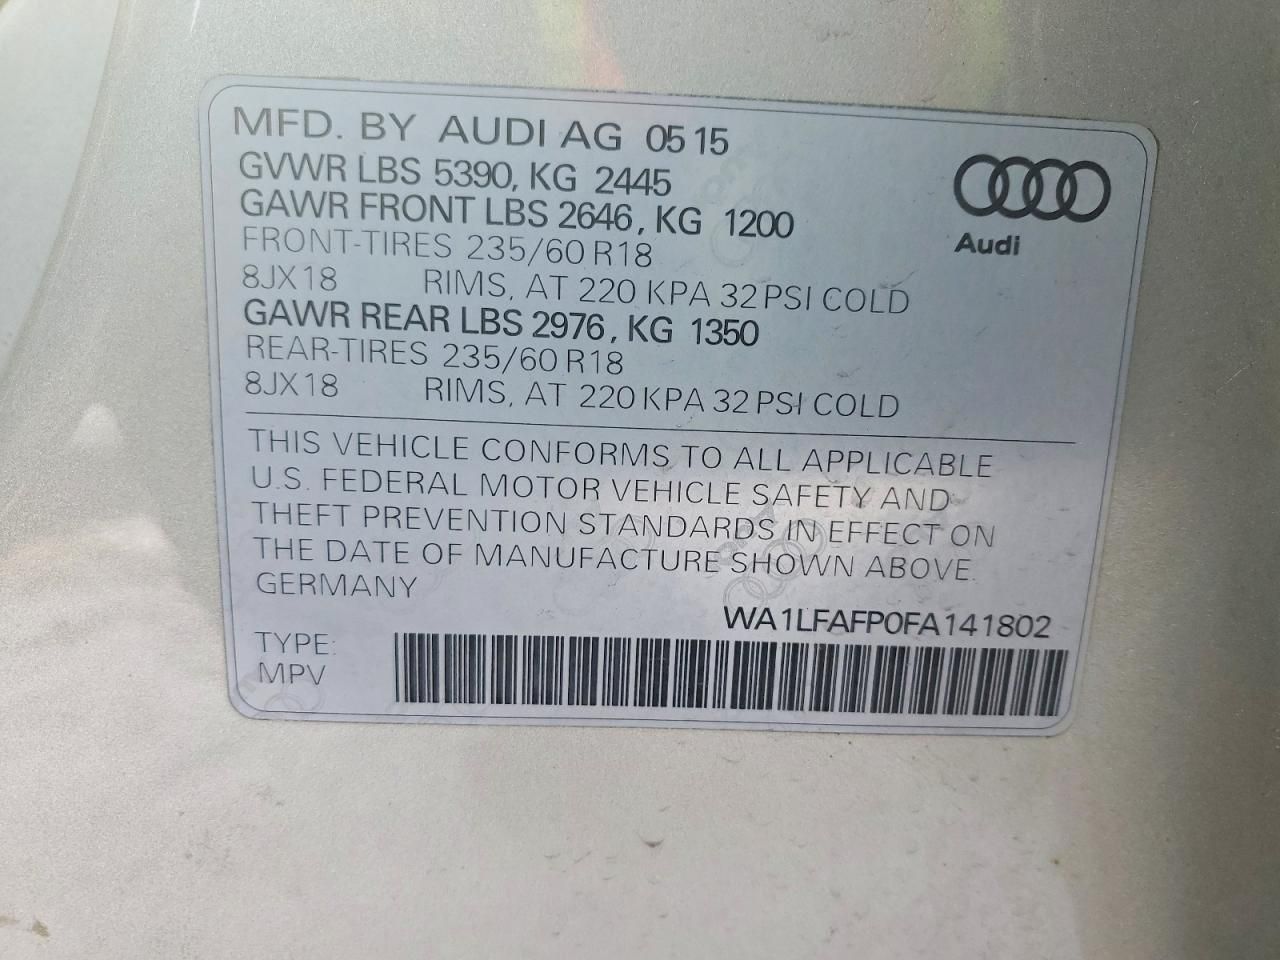 MFD. BY AUDI AG 05 15
GVWR LBS 5390, KG 2445
GAWR FRONT LBS 2646, KG 1200
FRONT-TIRES 235/60 R18
8JX18 RIMS, AT 220 KPA 32 PSI COLD
GAWR REAR LBS 2976, KG 1350
REAR-TIRES 235/60 R18
8JX18 RIMS, AT 220 KPA 32 PSI COLD
Audi
THIS VEHICLE CONFORMS TO ALL APPLICABLE
U.S. FEDERAL MOTOR VEHICLE SAFETY AND
THEFT PREVENTION STANDARDS IN EFFECT ON
THE DATE OF MANUFACTURE SHOWN ABOVE.
GERMANY
WA1LFAFP0FA141802
TYPE:
MPV